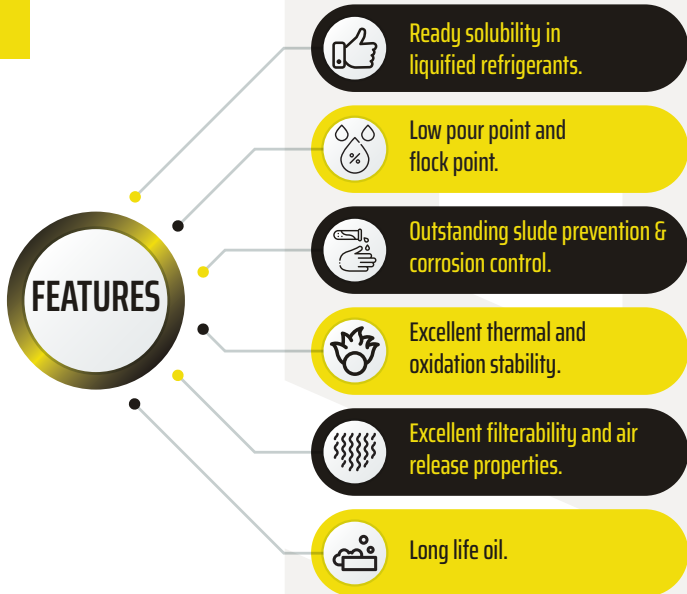 FEATURES
Ready solubility in
liquified refrigerants.
Low pour point and
flock point.
%
Outstanding slude prevention &
corrosion control.
Excellent thermal and
oxidation stability.
Excellent filterability and air
release properties.
Long life oil.